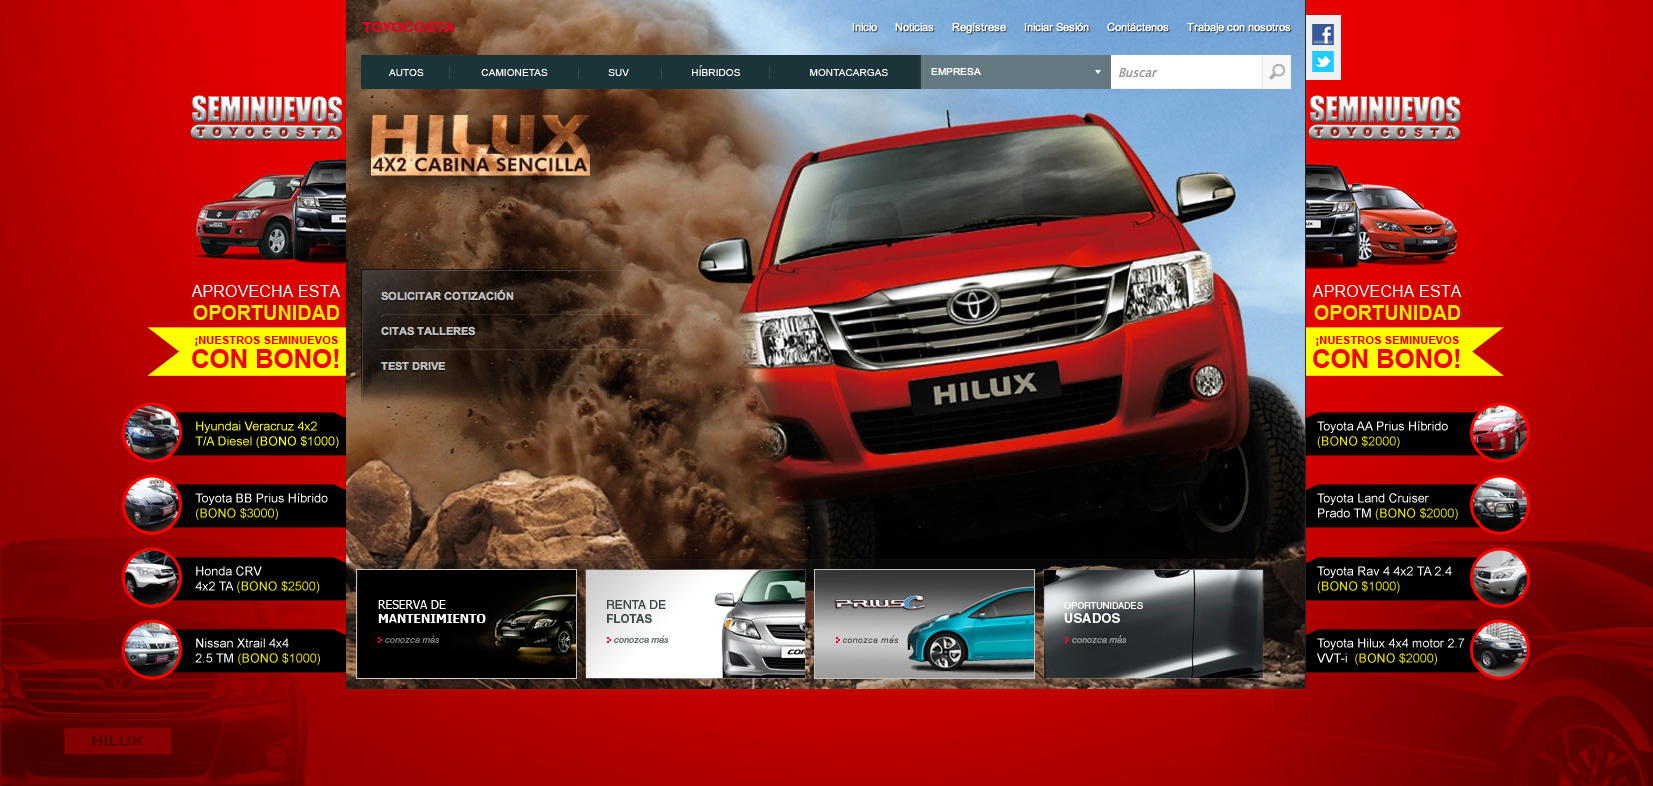 TOYOCOSTA
Inicio
Noticias
Regístrese
Iniciar Sesión
Contáctenos
Trabaje con nosotros
AUTOS
CAMIONETAS
SUV
HÍBRIDOS
MONTACARGAS
EMPRESA
Buscar
SEMINUEVOS
TOYOCOSTA
APROVECHA ESTA
OPORTUNIDAD
¡NUESTROS SEMINUEVOS
CON BONO!
Hyundai Veracruz 4x2
T/A Diesel (BONO $1000)
Toyota BB Prius Híbrido
(BONO $3000)
Honda CRV
4x2 TA (BONO $2500)
Nissan Xtrail 4x4
2.5 TM (BONO $1000)
HILUX
HILUX
4X2 CABINA SENCILLA
SOLICITAR COTIZACIÓN
CITAS TALLERES
TEST DRIVE
HILUX
RESERVA DE
MANTENIMIENTO
conozca más
RENTA DE
FLOTAS
conozca más
COR
PRIUS C
conozca más
OPORTUNIDADES
USADOS
conozca más
SEMINUEVOS
TOYOCOSTA
mazda
APROVECHA ESTA
OPORTUNIDAD
¡NUESTROS SEMINUEVOS
CON BONO!
Toyota AA Prius Híbrido
(BONO $2000)
Toyota Land Cruiser
Prado TM (BONO $2000)
Toyota Rav 4 4x2 TA 2.4
(BONO $1000)
Toyota Hilux 4x4 motor 2.7
VVT-i (BONO $2000)